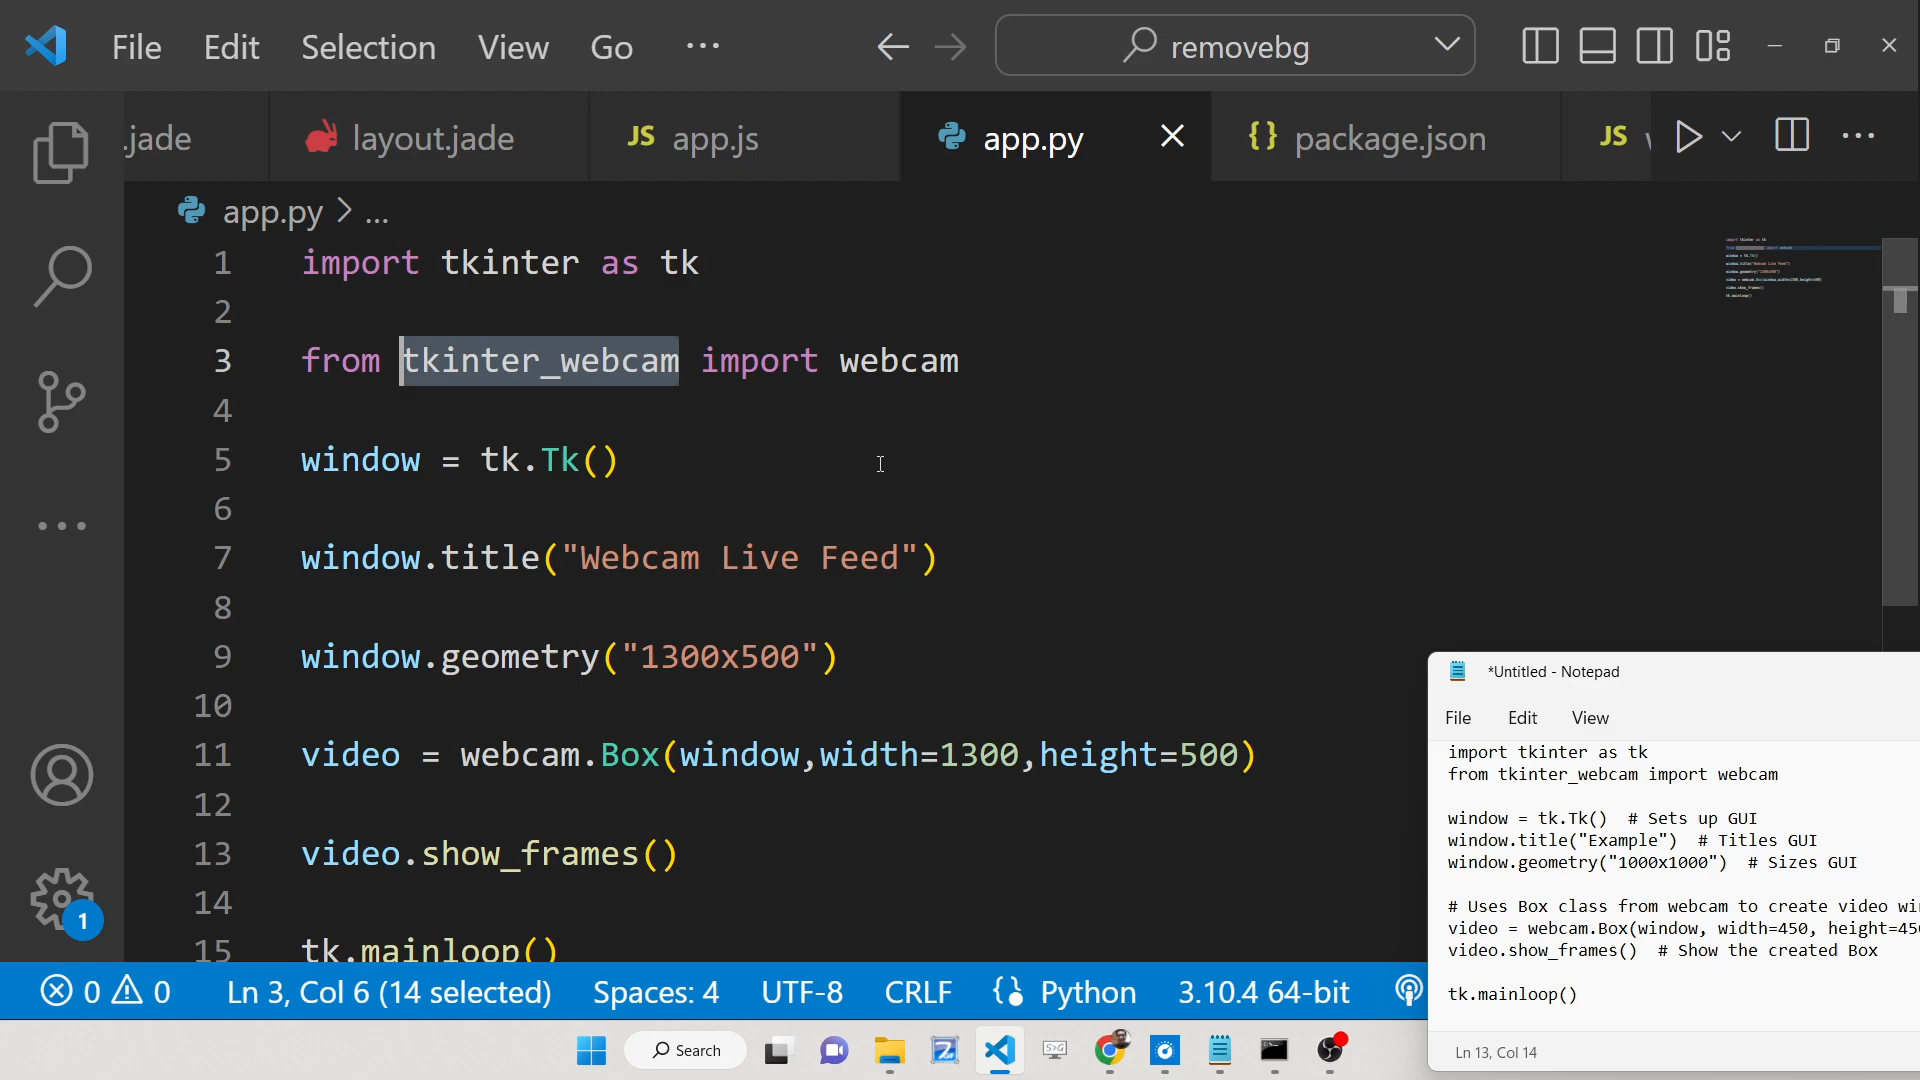 File Edit Selection View Go ...
removebg
.jade layout.jade JS app.js app.py {} package.json JS
app.py > ...
1 import tkinter as tk
2
3 from tkinter_webcam import webcam
4
5 window = tk.Tk()
6
7 window.title("Webcam Live Feed")
8
9 window.geometry("1300x500")
10
11 video = webcam.Box(window,width=1300,height=500)
12
13 video.show_frames()
14
15 tk.mainloop()
1
0 0 Ln 3, Col 6 (14 selected) Spaces: 4 UTF-8 CRLF Python 3.10.4 64-bit
*Untitled - Notepad
File Edit View
import tkinter as tk
from tkinter_webcam import webcam
window = tk.Tk()  # Sets up GUI
window.title("Example")  # Titles GUI
window.geometry("1000x1000")  # Sizes GUI
# Uses Box class from webcam to create video
video = webcam.Box(window, width=450, height=45
video.show_frames()  # Show the created Box
tk.mainloop()
Ln 13, Col 14
Search